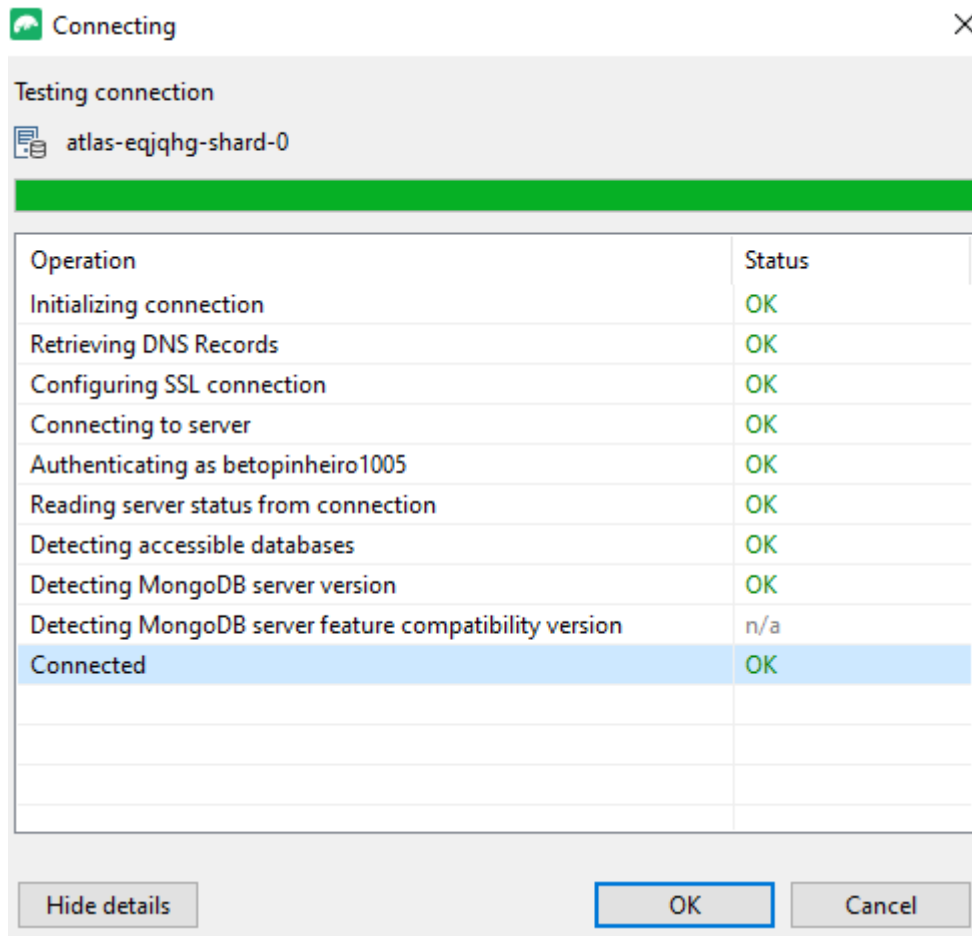 Connecting
Testing connection
atlas-eqjqhg-shard-0
Operation Status
Initializing connection OK
Retrieving DNS Records OK
Configuring SSL connection OK
Connecting to server OK
Authenticating as betopinheiro1005 OK
Reading server status from connection OK
Detecting accessible databases OK
Detecting MongoDB server version OK
Detecting MongoDB server feature compatibility version n/a
Connected OK
Hide details OK Cancel